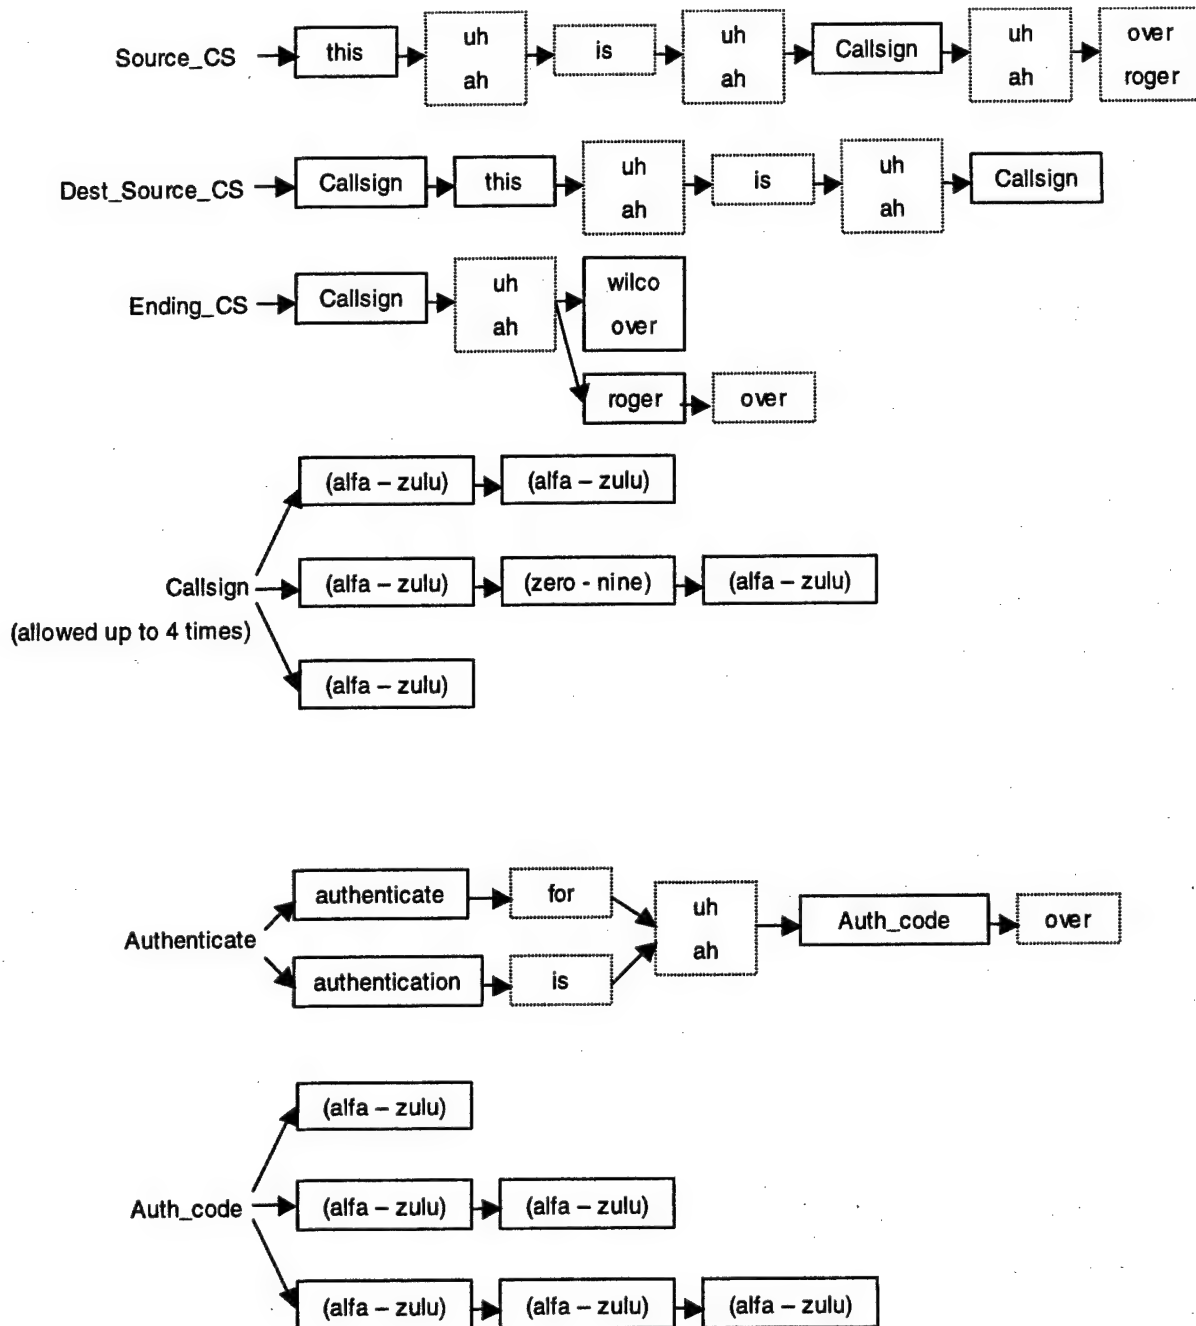 Source_CS this uh ah is uh ah Callsign uh ah over roger
Dest_Source_CS Callsign this uh ah is uh ah Callsign
Ending_CS Callsign uh ah wilco over
roger over
(alfa – zulu) (alfa – zulu)
Callsign (alfa – zulu) (zero - nine) (alfa – zulu)
(allowed up to 4 times)
(alfa – zulu)
authenticate for uh ah Auth_code over
Authenticate
authentication is
(alfa – zulu)
Auth_code (alfa – zulu) (alfa – zulu)
(alfa – zulu) (alfa – zulu) (alfa – zulu)